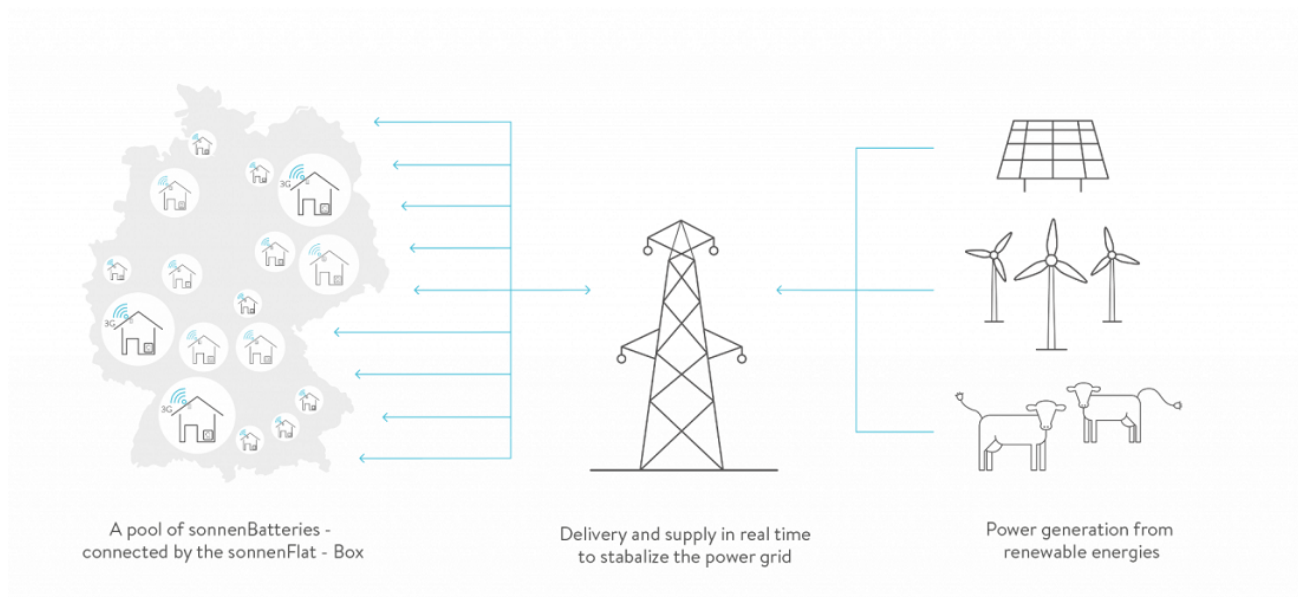 3G
3G
3G
A pool of sonnenBatteries -
connected by the sonnenFlat - Box
Delivery and supply in real time
to stabalize the power grid
Power generation from
renewable energies